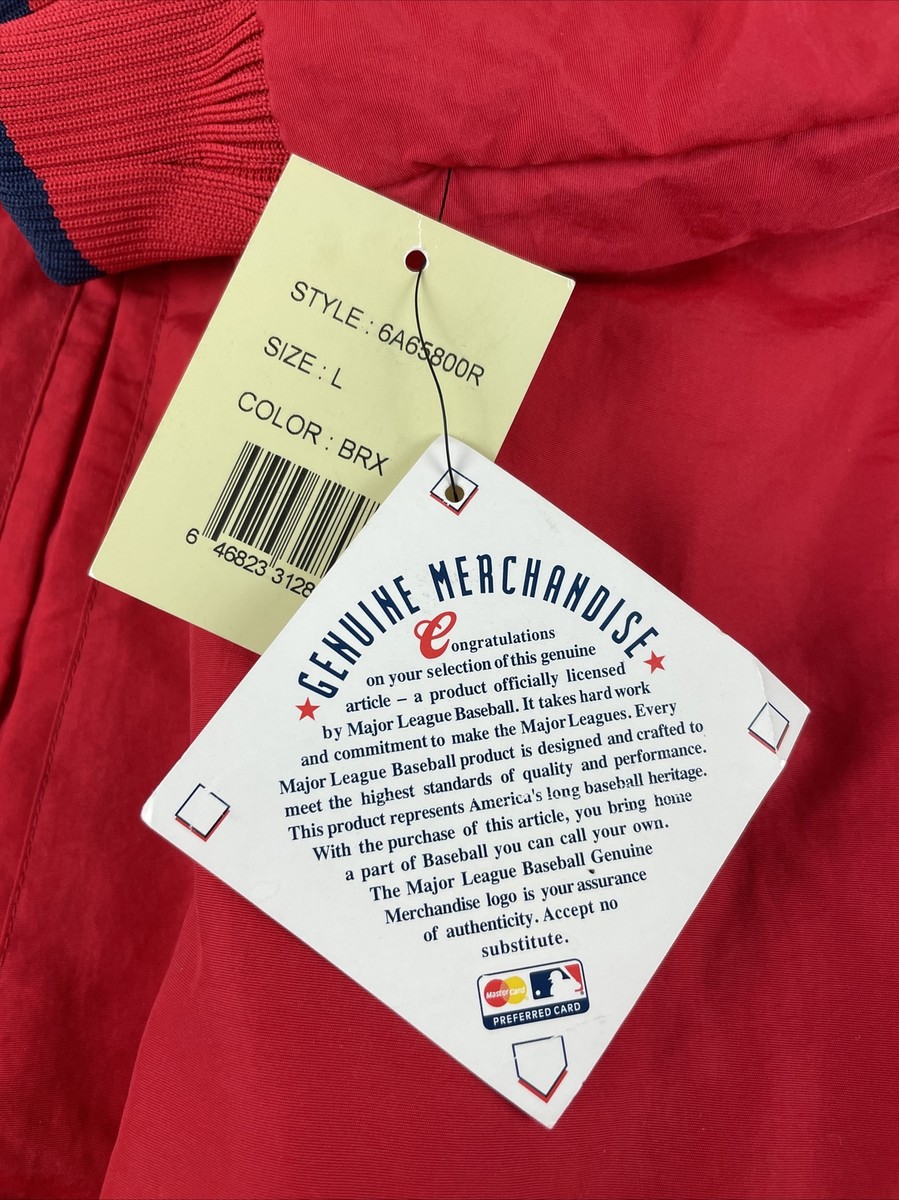 STYLE : 6A65800R
SIZE : L
COLOR : BRX
6 46823 3128
GENUINE MERCHANDISE
Congratulations
on your selection of this genuine
article – a product officially licensed
by Major League Baseball. It takes hard work
and commitment to make the Major Leagues. Every
Major League Baseball product is designed and crafted to
meet the highest standards of quality and performance.
This product represents America's long baseball heritage.
With the purchase of this article, you bring home
a part of Baseball you can call your own.
The Major League Baseball Genuine
Merchandise logo is your assurance
of authenticity. Accept no
substitute.
MasterCard
PREFERRED CARD